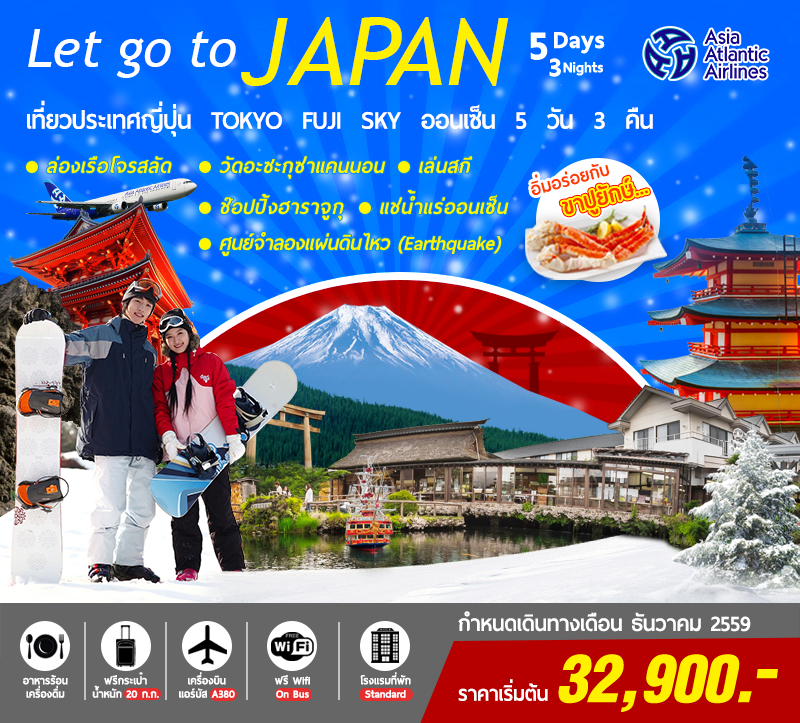 Let go to JAPAN 5 Days 3 Nights
Asia Atlantic Airlines
เที่ยวประเทศญี่ปุ่น TOKYO FUJI SKY ออนเซ็น 5 วัน 3 คืน
ล่องเรือโจรสลัด วัดอะซะกุซ่าแคนนอน เล่นสกี
ช๊อปปิ้งฮาราจูกุ แช่น้ำแร่ออนเซ็น
ศูนย์จำลองแผ่นดินไหว (Earthquake)
อิ่มอร่อยกับ
ขาปูยักษ์...
Asia Atlantic Airlines
กำหนดเดินทางเดือน ธันวาคม 2559
ราคาเริ่มต้น 32,900.-
อาหารร้อน
เครื่องดื่ม
ฟรีกระเป๋า
น้ำหนัก 20 ก.ก.
เครื่องบิน
แอร์บัส A380
FREE
Wi Fi
ฟรี Wifi
On Bus
โรงแรมที่พัก
Standard